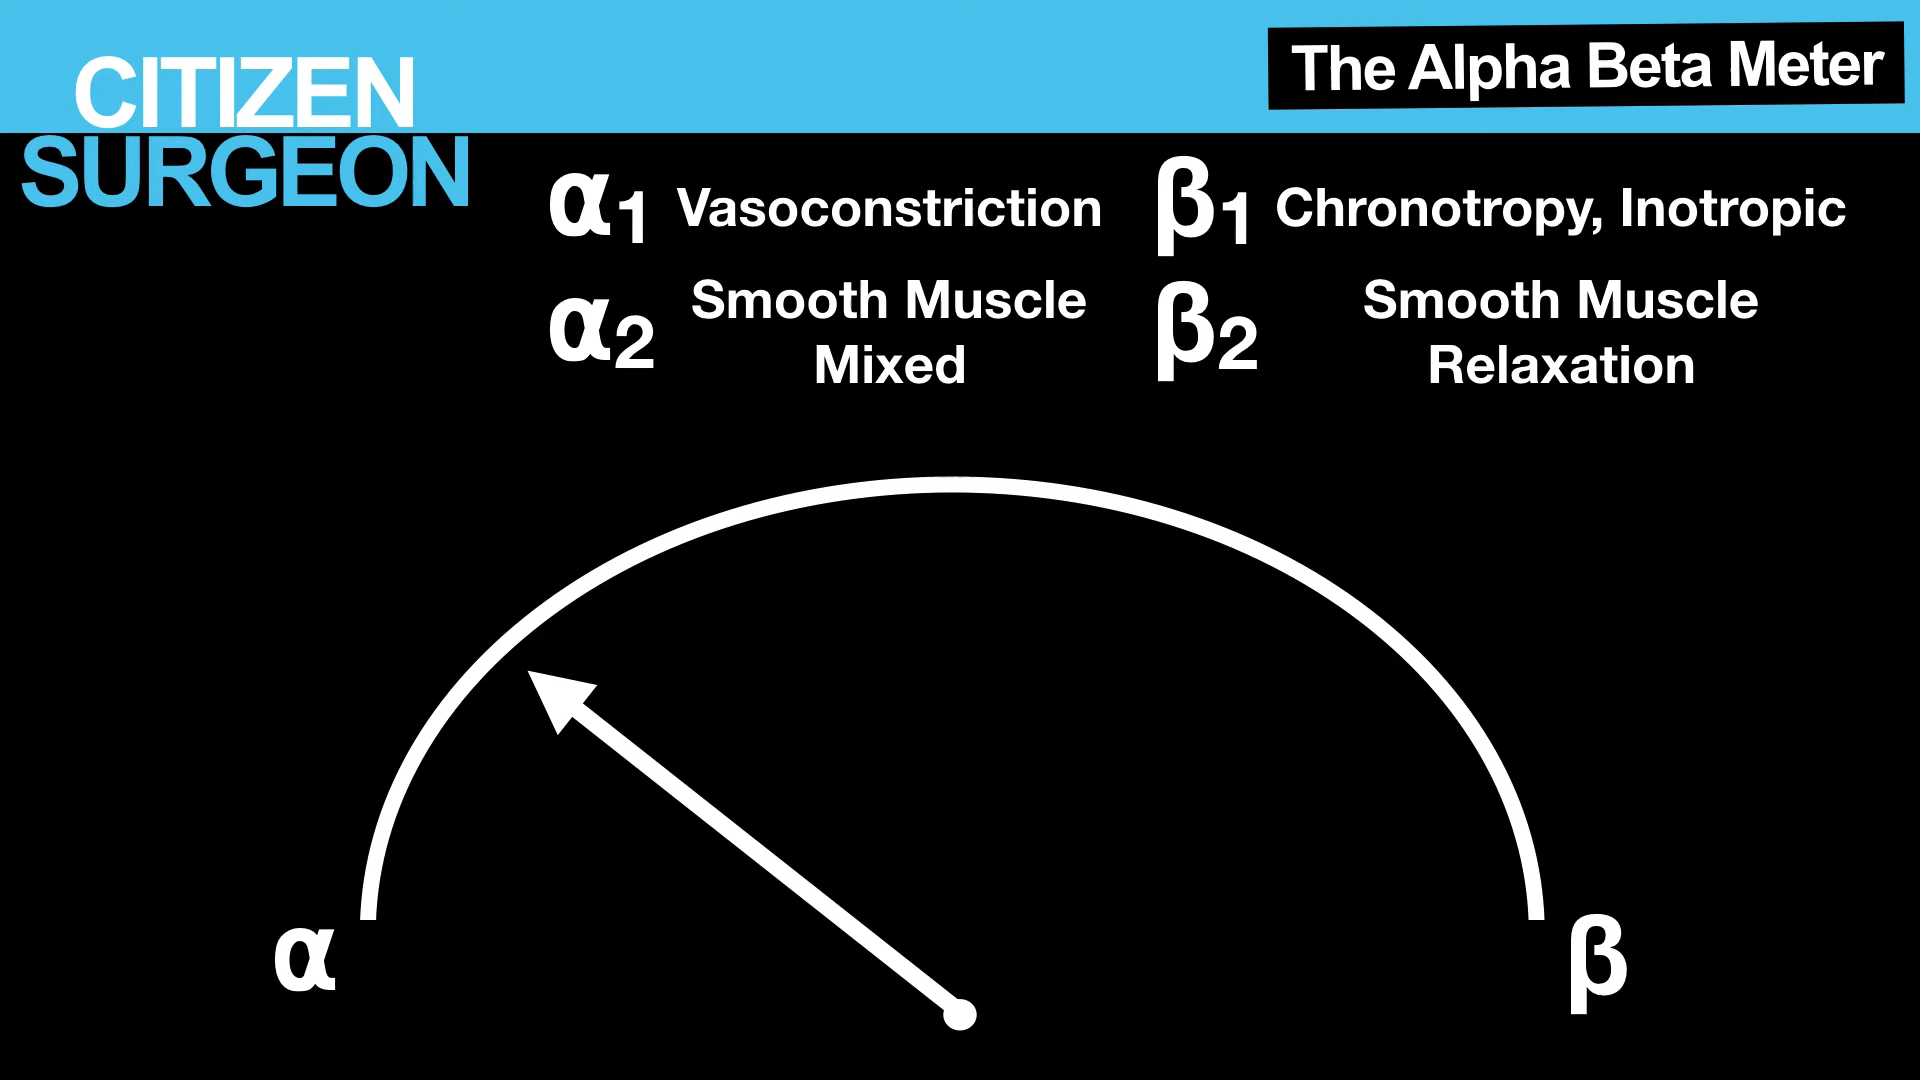 CITIZEN
SURGEON
The Alpha Beta Meter
α1 Vasoconstriction
α2 Smooth Muscle
Mixed
β1 Chronotropy, Inotropic
β2 Smooth Muscle
Relaxation
α
β